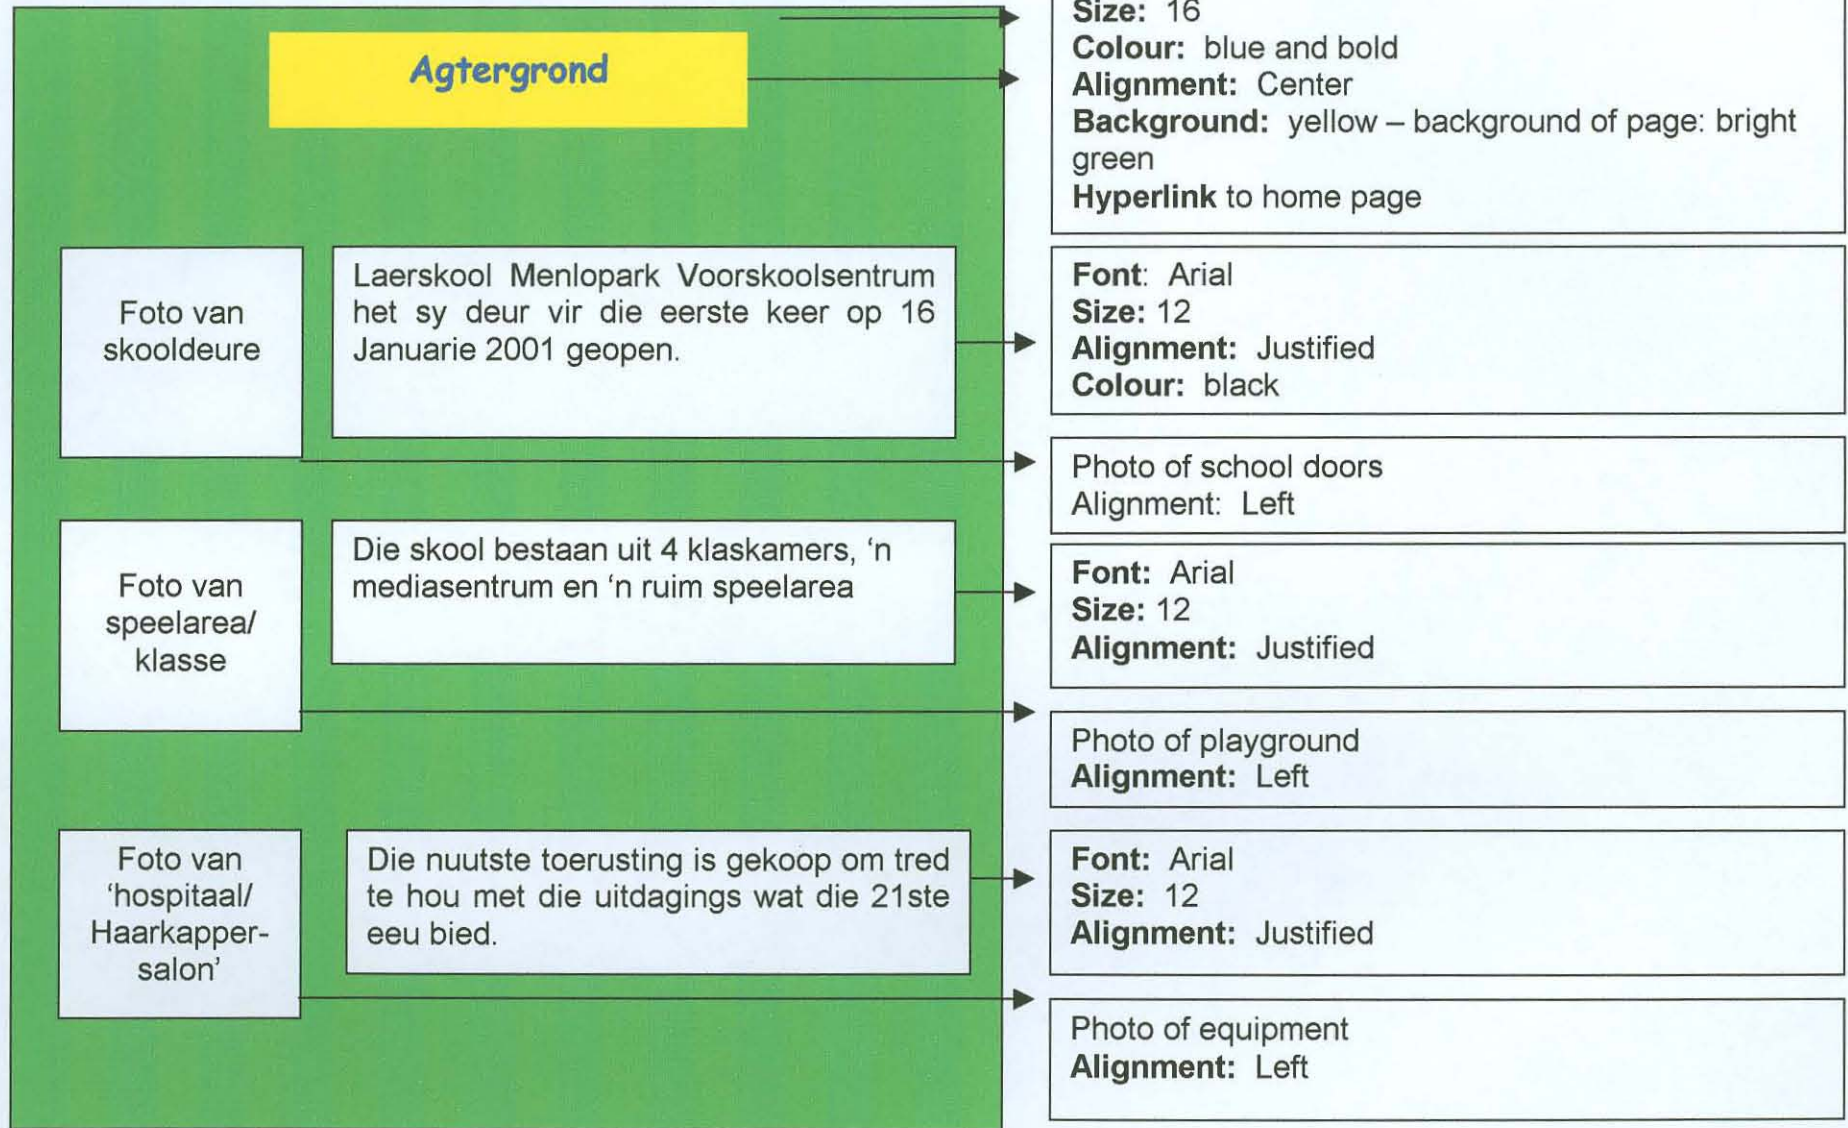 Size: 16
Colour: blue and bold
Alignment: Center
Background: yellow – background of page: bright
green
Hyperlink to home page
Agtergrond
Foto van
skooldeure
Laerskool Menlopark Voorskoolsentrum
het sy deur vir die eerste keer op 16
Januarie 2001 geopen.
Font: Arial
Size: 12
Alignment: Justified
Colour: black
Photo of school doors
Alignment: Left
Foto van
speelarea/
klasse
Die skool bestaan uit 4 klaskamers, ‘n
mediasentrum en ‘n ruim speelarea
Font: Arial
Size: 12
Alignment: Justified
Photo of playground
Alignment: Left
Foto van
‘hospitaal/
Haarkapper-
salon’
Die nuutste toerusting is gekoop om tred
te hou met die uitdagings wat die 21ste
eeu bied.
Font: Arial
Size: 12
Alignment: Justified
Photo of equipment
Alignment: Left